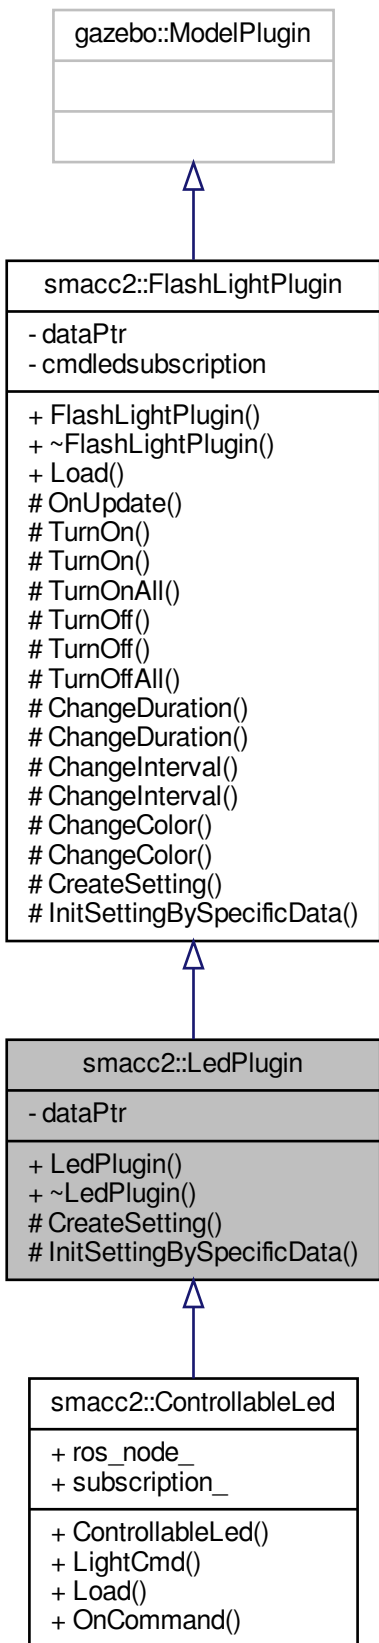 gazebo::ModelPlugin
smacc2::FlashLightPlugin
- dataPtr
- cmdledsubscription
+ FlashLightPlugin()
+ ~FlashLightPlugin()
+ Load()
# OnUpdate()
# TurnOn()
# TurnOn()
# TurnOnAll()
# TurnOff()
# TurnOff()
# TurnOffAll()
# ChangeDuration()
# ChangeDuration()
# ChangeInterval()
# ChangeInterval()
# ChangeColor()
# ChangeColor()
# CreateSetting()
# InitSettingBySpecificData()
smacc2::LedPlugin
- dataPtr
+ LedPlugin()
+ ~LedPlugin()
# CreateSetting()
# InitSettingBySpecificData()
smacc2::ControllableLed
+ ros_node_
+ subscription_
+ ControllableLed()
+ LightCmd()
+ Load()
+ OnCommand()